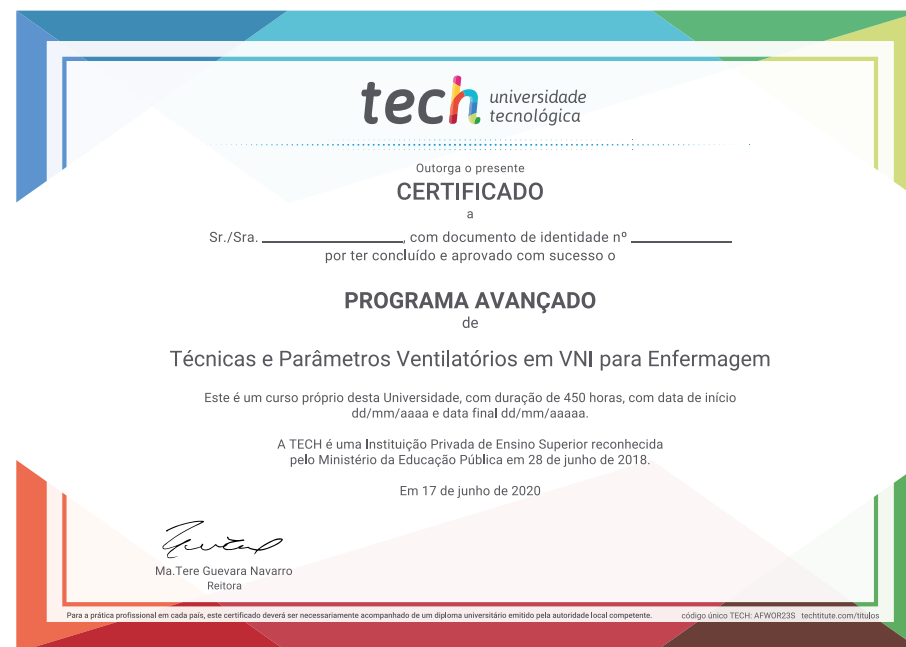 tech universidade
tecnológica
Outorga o presente
CERTIFICADO
a
Sr./Sra. ____________, com documento de identidade nº ____________
por ter concluído e aprovado com sucesso o
PROGRAMA AVANÇADO
de
Técnicas e Parâmetros Ventilatórios em VNI para Enfermagem
Este é um curso próprio desta Universidade, com duração de 450 horas, com data de início
dd/mm/aaaa e data final dd/mm/aaaaa.
A TECH é uma Instituição Privada de Ensino Superior reconhecida
pelo Ministério da Educação Pública em 28 de junho de 2018.
Em 17 de junho de 2020
Ma.Tere Guevara Navarro
Reitora
Para a prática profissional em cada país, este certificado deverá ser necessariamente acompanhado de um diploma universitário emitido pela autoridade local competente. código único TECH: AFWOR23S techtitute.com/titulos